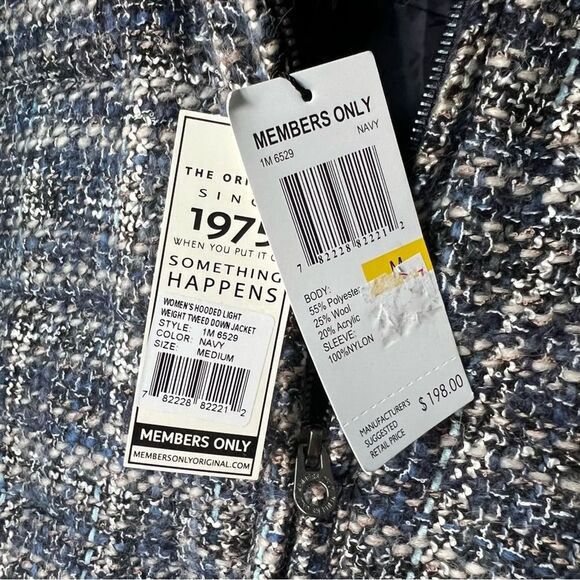 THE ORI
SINC
1975
WHEN YOU PUT IT O
SOMETHING
HAPPENS
WOMEN'S HOODED LIGHT
WEIGHT TWEED DOWN JACKET
STYLE: 1M 6529
COLOR: NAVY
SIZE: MEDIUM
7 82228 82221 2
MEMBERS ONLY
MEMBERSONLYORIGINAL.COM
MEMBERS ONLY
1M 6529 NAVY
7 82228 82221 2
M
BODY:
55% Polyester
25% Wool
20% Acrylic
SLEEVE:
100%NYLON
MANUFACTURER'S
SUGGESTED
RETAIL PRICE
$198.00